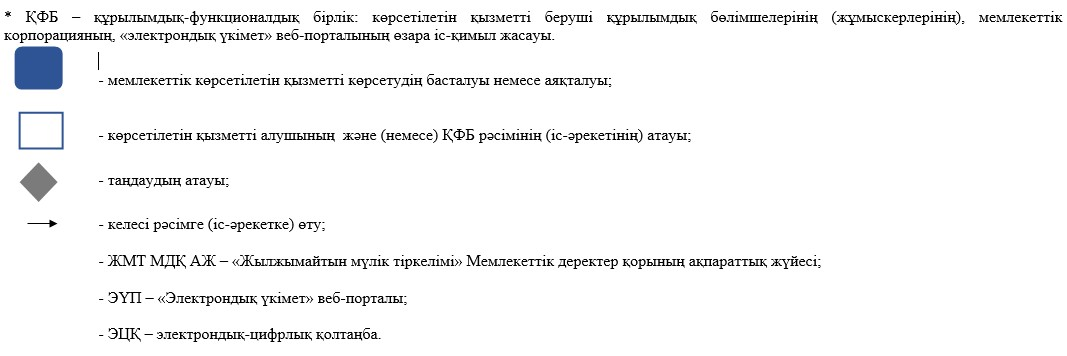 * ҚФБ – құрылымдық-функционалдық бірлік: көрсетілетін қызметті беруші құрылымдық бөлімшелерінің (жұмыскерлерінің), мемлекеттік
корпорацияның, «электрондық үкімет» веб-порталының өзара іс-қимыл жасауы.
- мемлекеттік көрсетілетін қызметті көрсетудің басталуы немесе аяқталуы;
- көрсетілетін қызметті алушының және (немесе) ҚФБ рәсімінің (іс-әрекетінің) атауы;
- таңдаудың атауы;
- келесі рәсімге (іс-әрекетке) өту;
- ЖМТ МДҚ АЖ – «Жылжымайтын мүлік тіркелімі» Мемлекеттік деректер қорының ақпараттық жүйесі;
- ЭҮП – «Электрондық үкімет» веб-порталы;
- ЭЦҚ – электрондық-цифрлық қолтаңба.